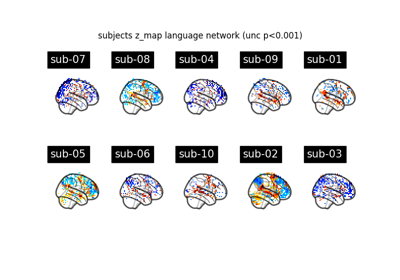 subjects z_map language network (unc p<0.001)
sub-07 sub-08 sub-04 sub-09 sub-01
sub-05 sub-06 sub-10 sub-02 sub-03